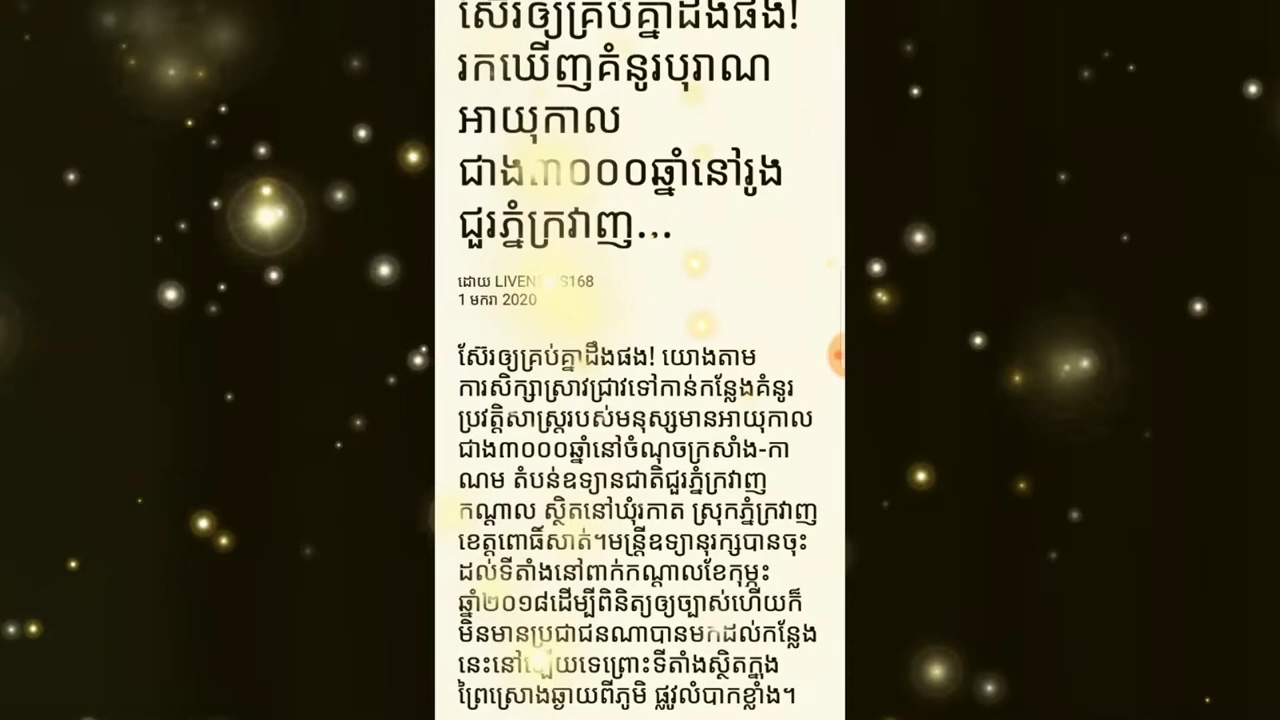 ស៊ែរឲ្យគ្រប់គ្នាដឹងផង!
រកឃើញគំនូរបុរាណ
អាយុកាល
ជាង៣០០០ឆ្នាំនៅរូង
ជួរភ្នំក្រវាញ...
ដោយ LIVENEWS168
1 មករា 2020
ស៊ែរឲ្យគ្រប់គ្នាដឹងផង! យោងតាម
ការសិក្សាស្រាវជ្រាវទៅកាន់កន្លែងគំនូរ
ប្រវត្តិសាស្ត្ររបស់មនុស្សមានអាយុកាល
ជាង៣០០០ឆ្នាំនៅចំណុចក្រសាំង-កា
ណម តំបន់ឧទ្យានជាតិជួរភ្នំក្រវាញ
កណ្តាល ស្ថិតនៅឃុំរកាត ស្រុកភ្នំក្រវាញ
ខេត្តពោធិ៍សាត់។មន្ត្រីឧទ្យានុរក្សបានចុះ
ដល់ទីតាំងនៅពាក់កណ្តាលខែកុម្ភះ
ឆ្នាំ២០១៨ដើម្បីពិនិត្យឲ្យច្បាស់ហើយក៏
មិនមានប្រជាជនណាបានមកដល់កន្លែង
នេះនៅឡើយទេព្រោះទីតាំងស្ថិតក្នុង
ព្រៃស្រោងឆ្ងាយពីភូមិ ផ្លូវលំបាកខ្លាំង។